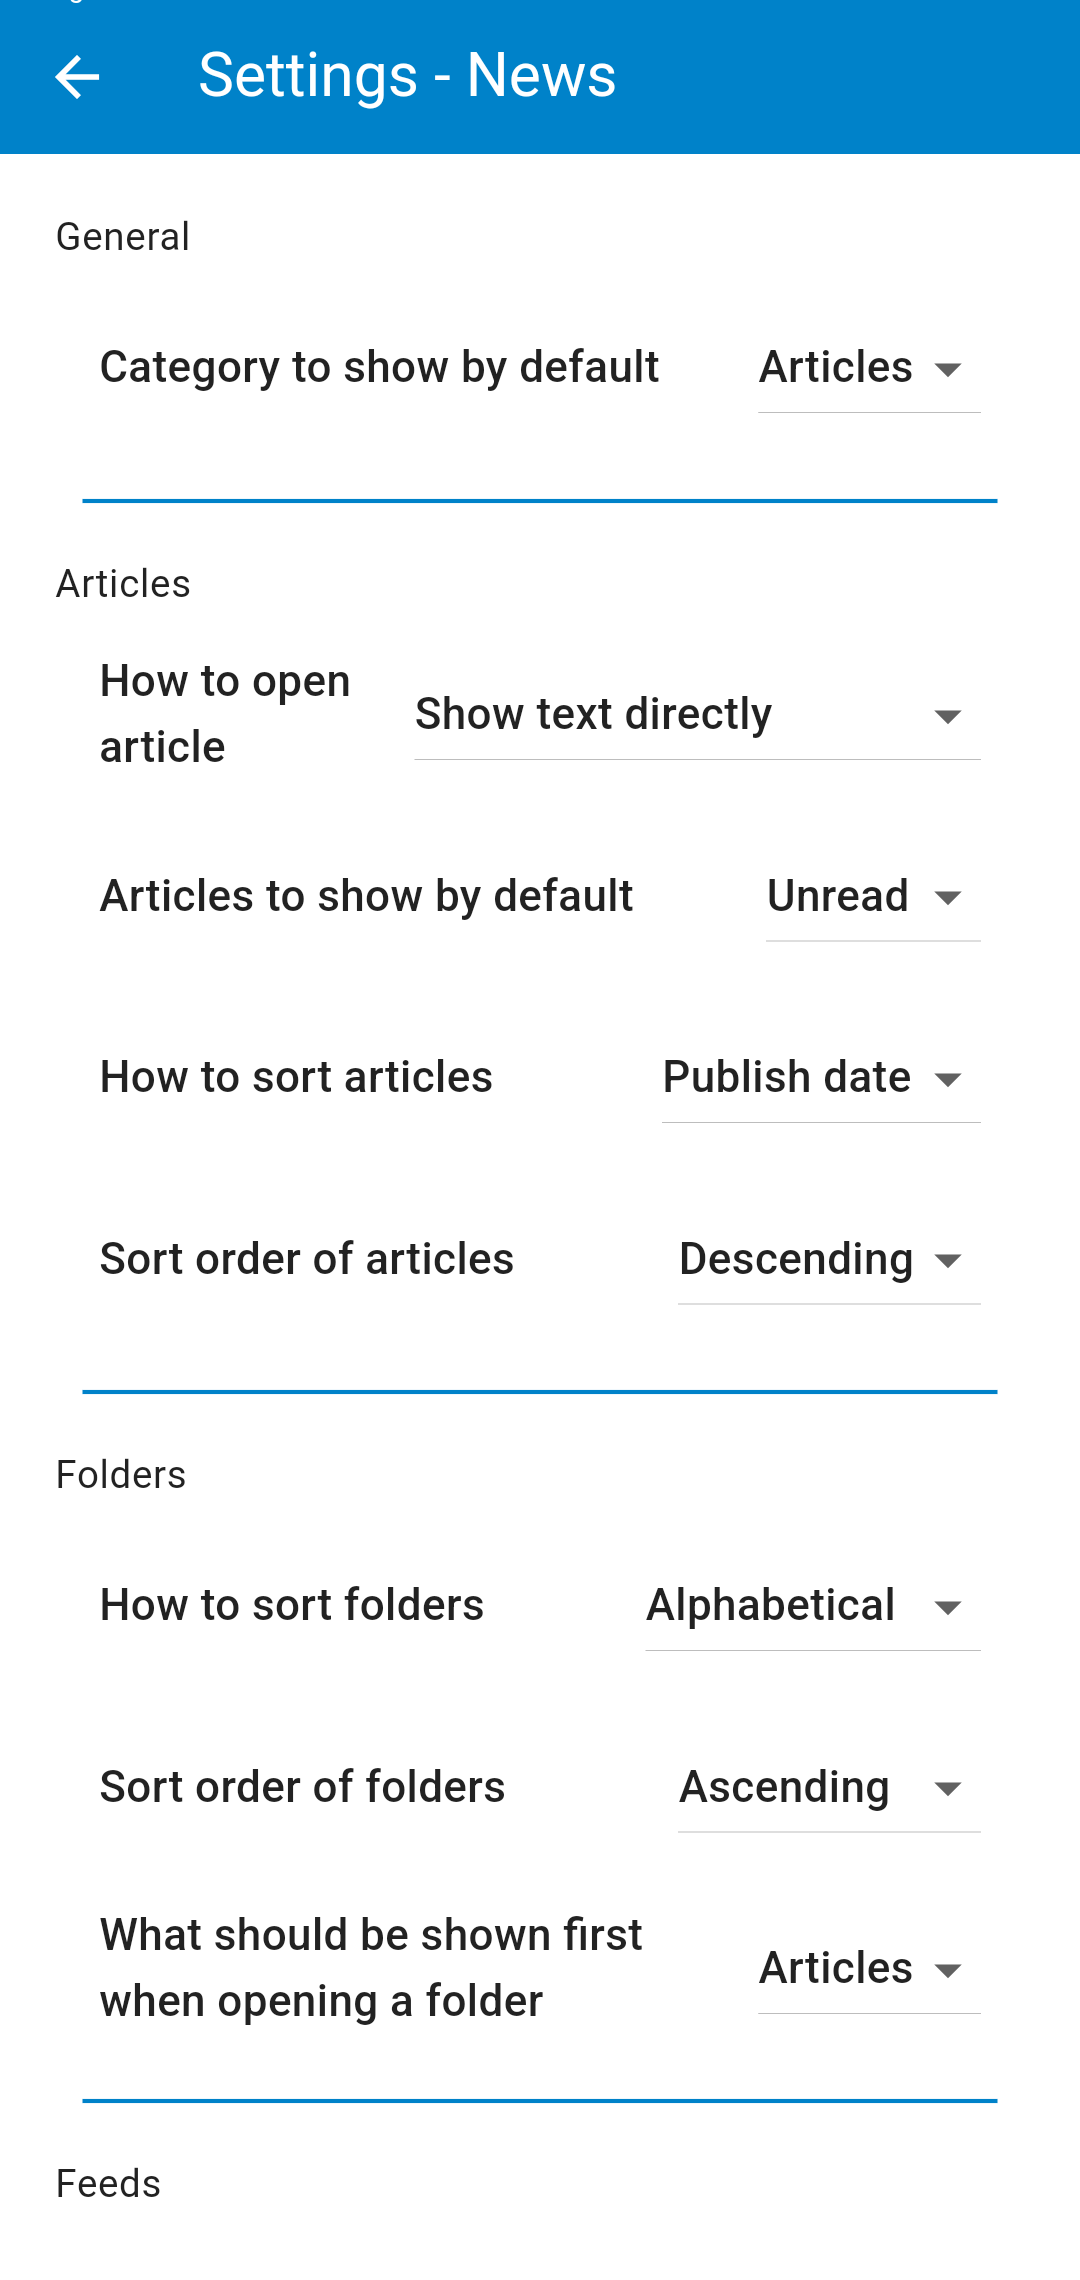 Settings - News
General
Category to show by default
Articles
Articles
How to open
article
Show text directly
Articles to show by default
Unread
How to sort articles
Publish date
Sort order of articles
Descending
Folders
How to sort folders
Alphabetical
Sort order of folders
Ascending
What should be shown first
when opening a folder
Articles
Feeds